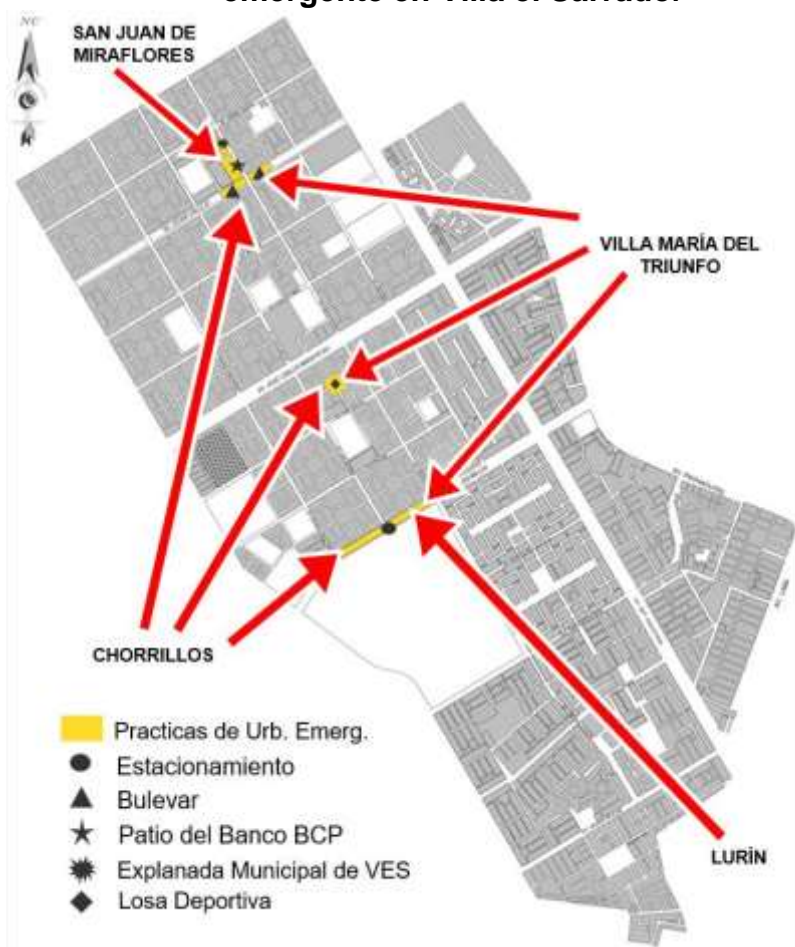 emergente en Villa el Salvador
NC
SAN JUAN DE
MIRAFLORES
VILLA MARÍA DEL
TRIUNFO
CHORRILLOS
LURÍN
Practicas de Urb. Emerg.
Estacionamiento
Bulevar
Patio del Banco BCP
Explanada Municipal de VES
Losa Deportiva